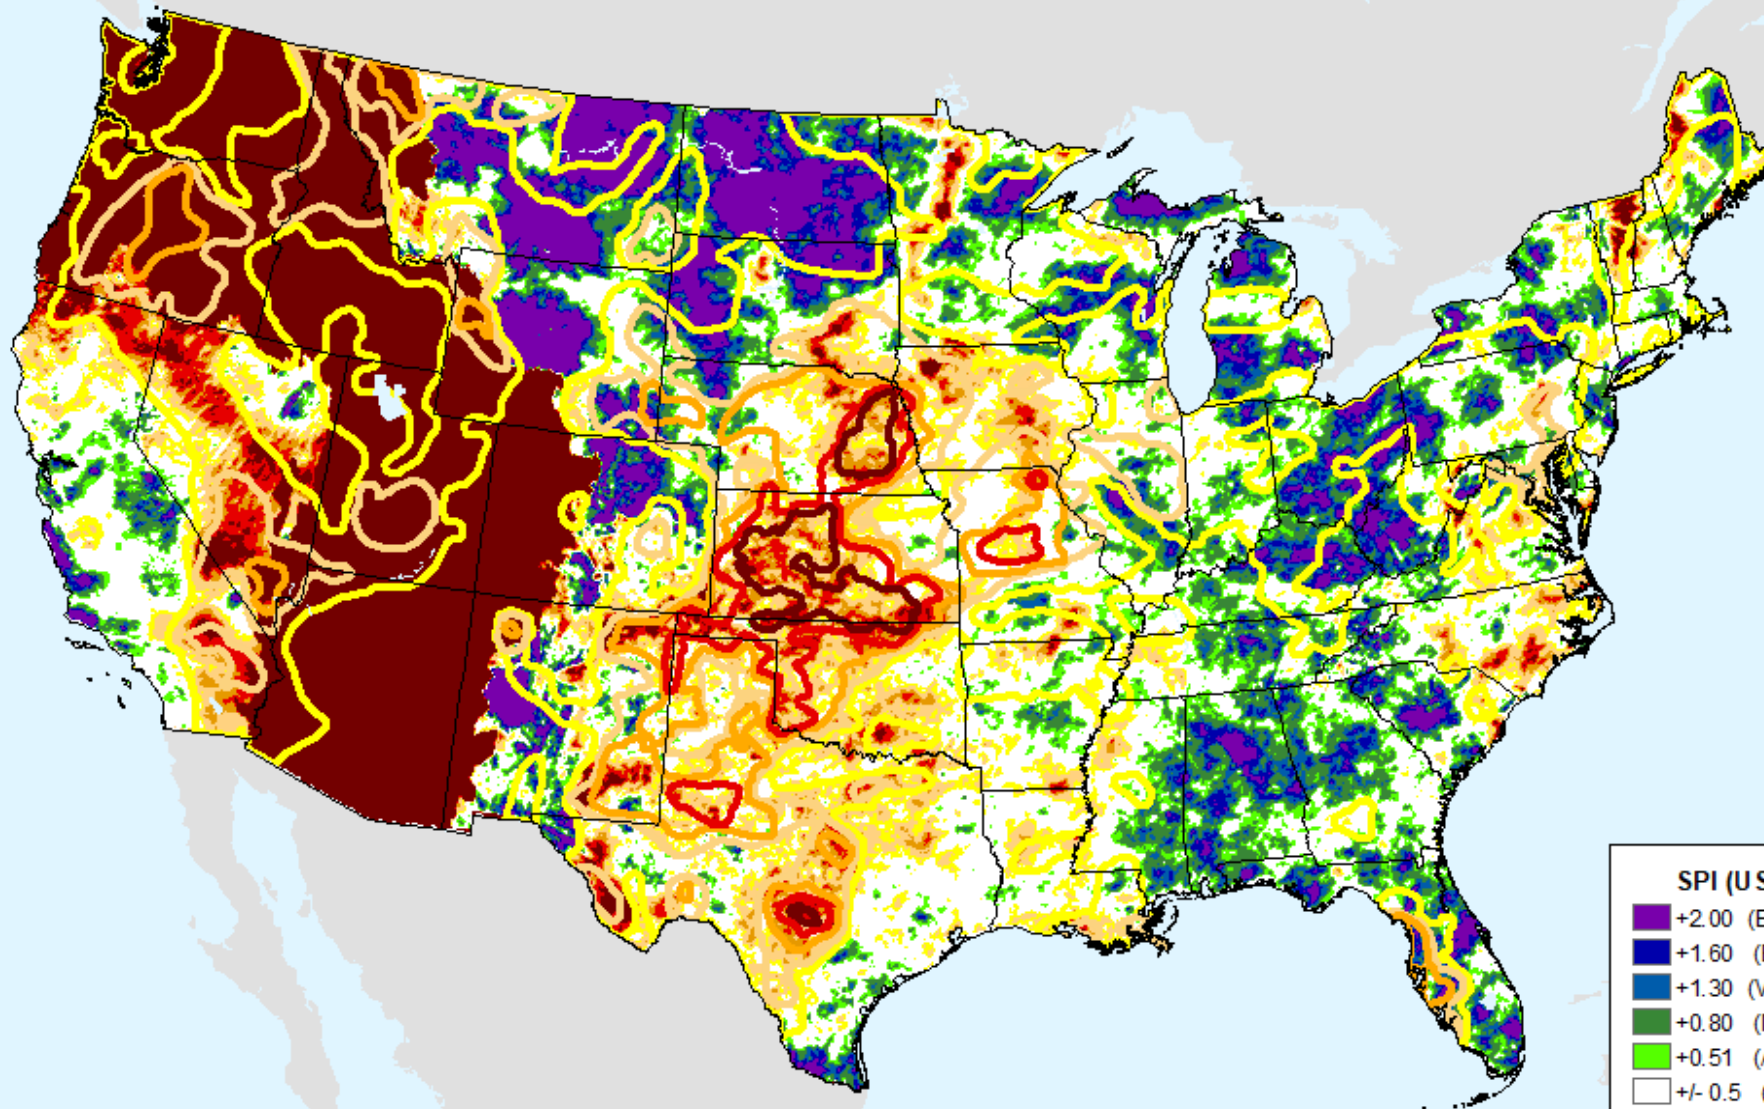 SPI (U
+2.00 (E
+1.60 (
+1.30 (V
+0.80 (
+0.51 (
+/- 0.5 (